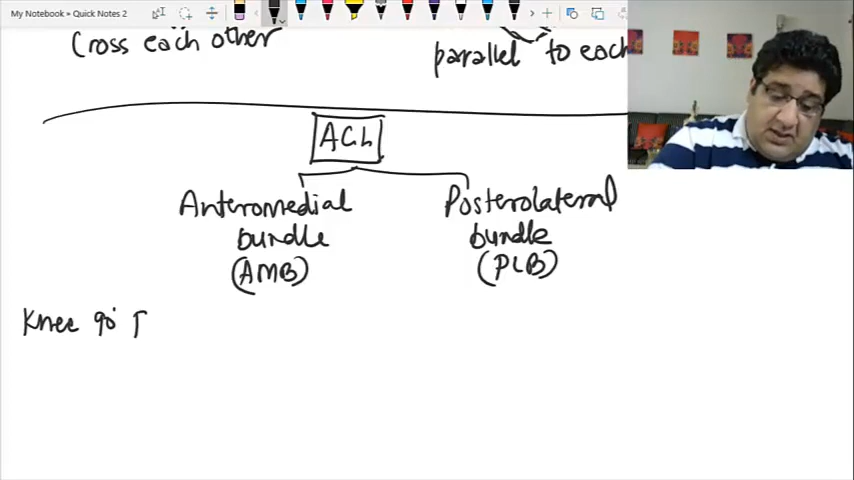 My Notebook » Quick Notes 2
Cross each other
parallel to each
ACL
Anteromedial
bundle
(AMB)
Posterolateral
bundle
(PLB)
Knee 90°